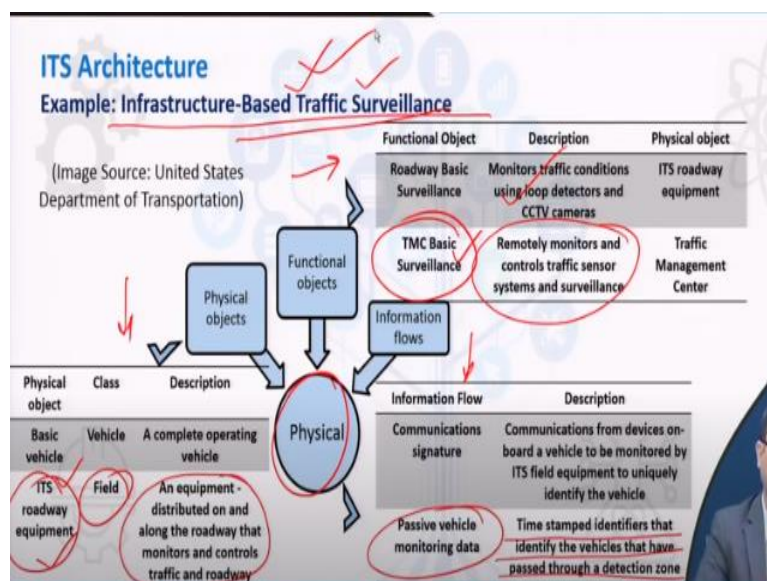 ITS Architecture
Example: Infrastructure-Based Traffic Surveillance
(Image Source: United States
Department of Transportation)
Functional Object Description Physical object
Roadway Basic Monitors traffic conditions ITS roadway
Surveillance using loop detectors and equipment
CCTV cameras
TMC Basic Remotely monitors and Traffic
Surveillance controls traffic sensor Management
systems and surveillance Center
Physical
objects
Functional
objects
Information
flows
Physical
Physical Class Description
object
Basic Vehicle A complete operating
vehicle vehicle
ITS Field An equipment -
roadway distributed on and
equipment along the roadway that
monitors and controls
traffic and roadway
Information Flow Description
Communications Communications from devices on-
signature board a vehicle to be monitored by
ITS field equipment to uniquely
identify the vehicle
Passive vehicle Time stamped identifiers that
monitoring data identify the vehicles that have
passed through a detection zone